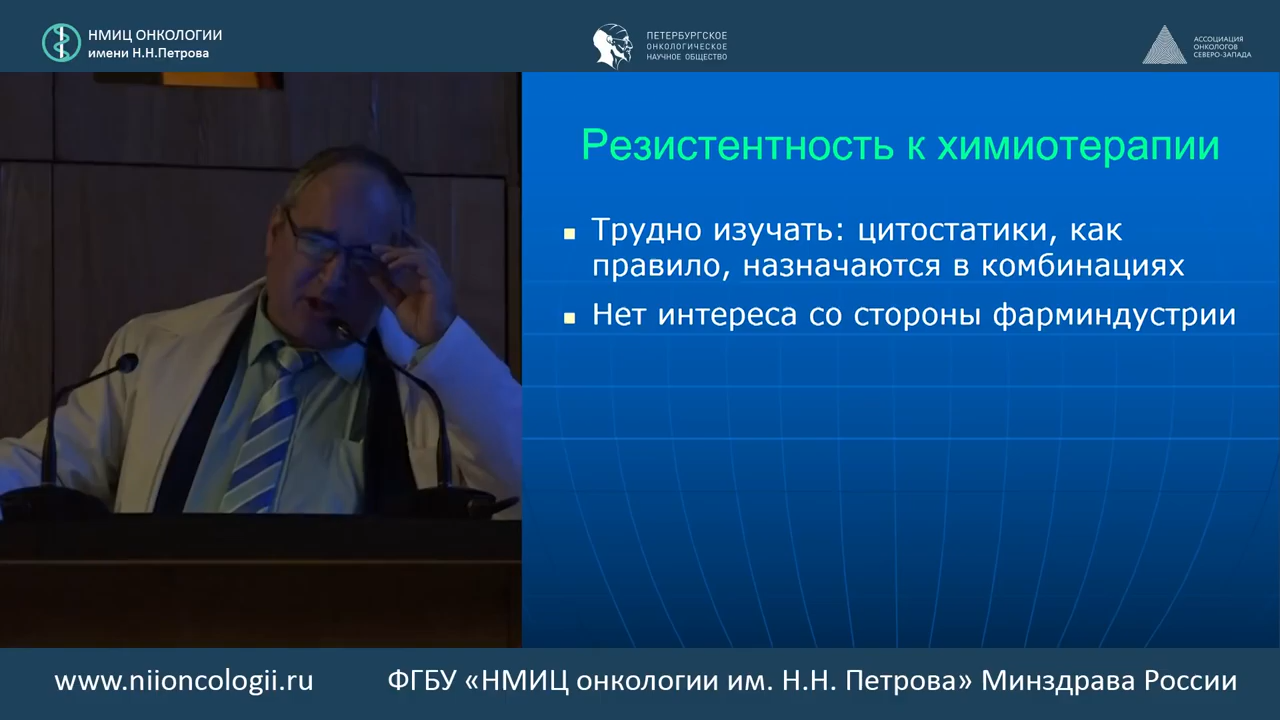 НМИЦ ОНКОЛОГИИ
имени Н.Н.Петрова
ПЕТЕРБУРГСКОЕ
ОНКОЛОГИЧЕСКОЕ
НАУЧНОЕ ОБЩЕСТВО
АССОЦИАЦИЯ
ОНКОЛОГОВ
СЕВЕРО-ЗАПАДА
Резистентность к химиотерапии
Трудно изучать: цитостатики, как
правило, назначаются в комбинациях
Нет интереса со стороны фарминдустрии
www.niioncologii.ru
ФГБУ «НМИЦ онкологии им. Н.Н. Петрова» Минздрава России